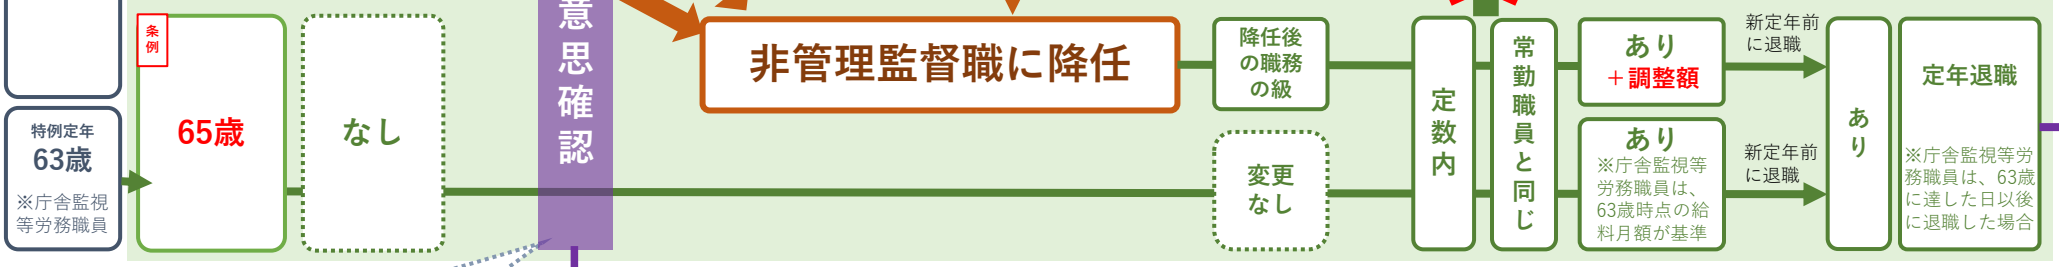 特例定年
63歳
※庁舎監視
等労務職員
条例
65歳
なし
意思確認
非管理監督職に降任
降任後
の職務
の級
変更
なし
定数内
常勤職員と同じ
あり
＋調整額
あり
※庁舎監視等
労務職員は、
63歳時点の給
料月額が基準
新定年前
に退職
新定年前
に退職
あり
定年退職
※庁舎監視等労
務職員は、63歳
に達した日以後
に退職した場合